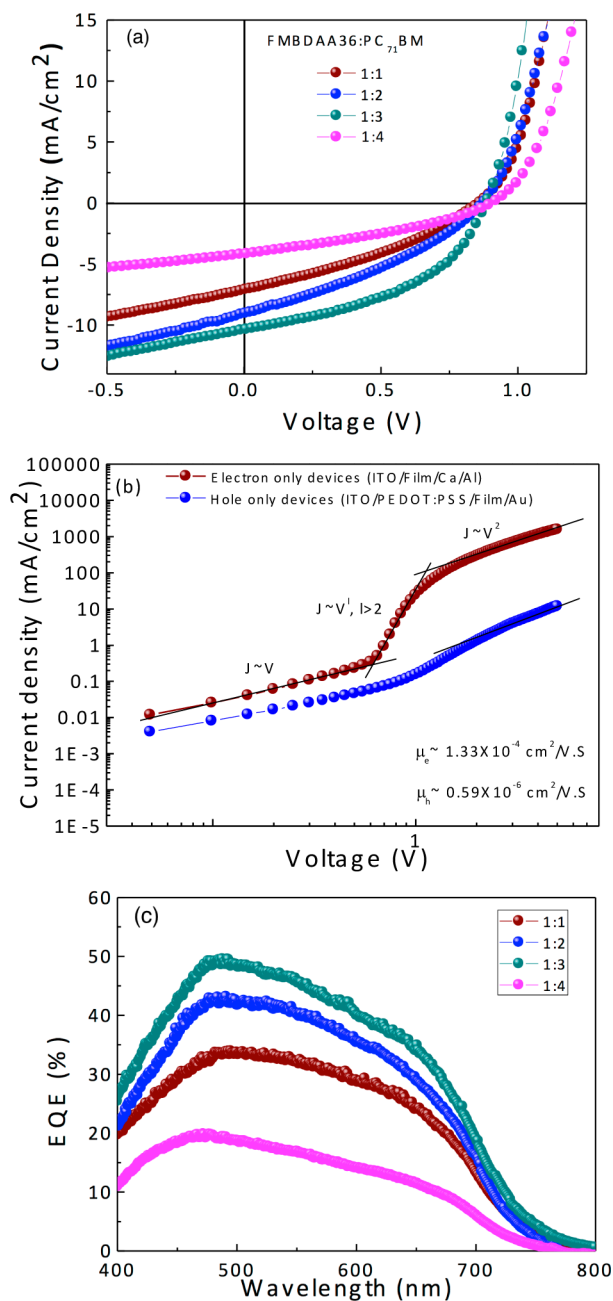 (a)
FMBDAA36:PC71BM
1:1
1:2
1:3
1:4
15
10
5
0
-5
-10
Current Density (mA/cm2)
-0.5 0.0 0.5 1.0
Voltage (V)
(b)
Electron only devices (ITO/Film/Ca/Al)
Hole only devices (ITO/PEDOT:PSS/Film/Au)
100000
10000
1000
100
10
1
0.1
0.01
1E-3
1E-4
1E-5
Current density (mA/cm2)
J~V2
J~Vl, l>2
J~V
μe~ 1.33X10-4 cm2/V.S
μh~ 0.59X10-6 cm2/V.S
1
Voltage (V)
(c)
1:1
1:2
1:3
1:4
60
50
40
30
20
10
0
EQE (%)
400 500 600 700 800
Wavelength (nm)